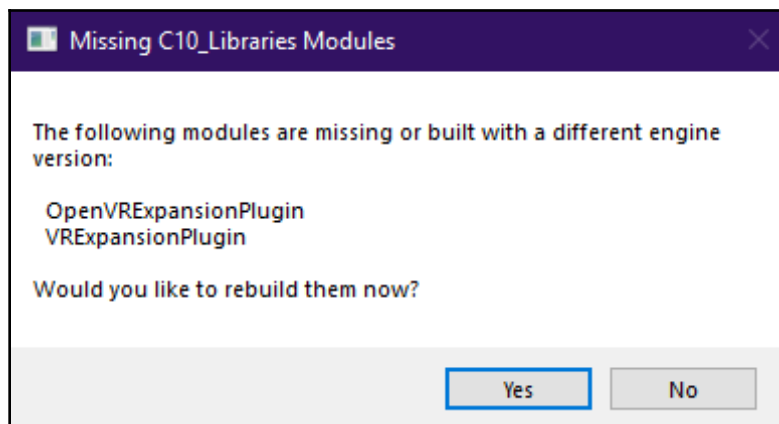 Missing C10_Libraries Modules
The following modules are missing or built with a different engine
version:
OpenVRExpansionPlugin
VRExpansionPlugin
Would you like to rebuild them now?
Yes
No